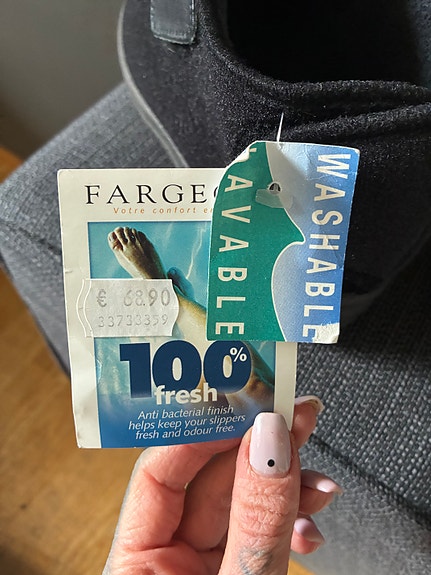 FARGEO
Votre confort e
€ 68.90
33733399
100%
fresh
Anti bacterial finish
helps keep your slippers
fresh and odour free.
LAVABLE
WASHABLE